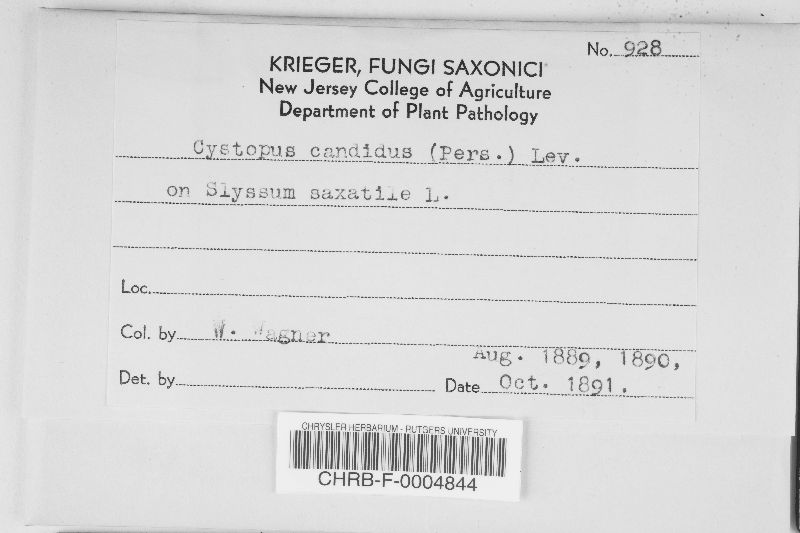 No. 928
KRIEGER, FUNGI SAXONICI
New Jersey College of Agriculture
Department of Plant Pathology
Cystopus candidus (Pers.) Lev.
on Slyssum saxatile L.
Loc.
Col. by W. Wagner
Aug. 1889, 1890,
Det. by Date Oct. 1891.
CHRYSLER HERBARIUM - RUTGERS UNIVERSITY
CHRB-F-0004844